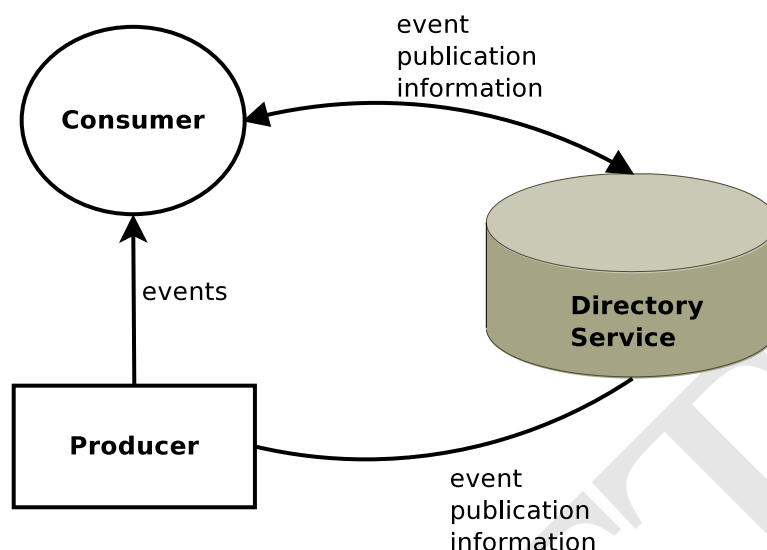 event
publication
information
Consumer
events
Directory
Service
Producer
event
publication
information